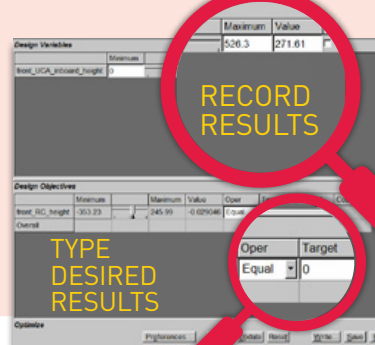 Maximum Value
526.3 271.61
Design Variables
Minimum
front_UCA_inboard_height 0
RECORD
RESULTS
Design Objectives
Minimum Maximum Value Oper
front_RC_height -353.23 245.99 -0.029046 Equal
Overall
TYPE
DESIRED
RESULTS
Oper Target
Equal 0
Optimize
Preferences Reset Write Save